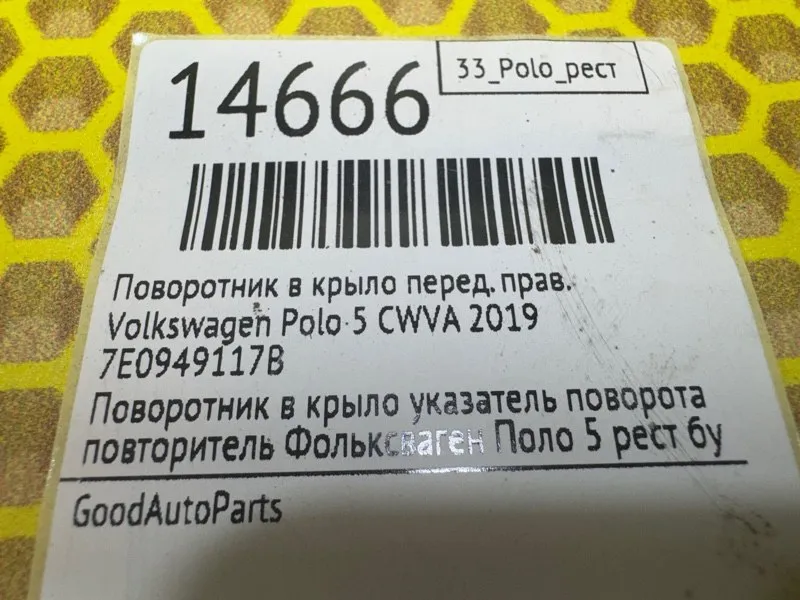 14666
33_Polo_рест
Поворотник в крыло перед. прав.
Volkswagen Polo 5 CWVA 2019
7E0949117B
Поворотник в крыло указатель поворота
повторитель Фольксваген Поло 5 рест бу
GoodAutoParts